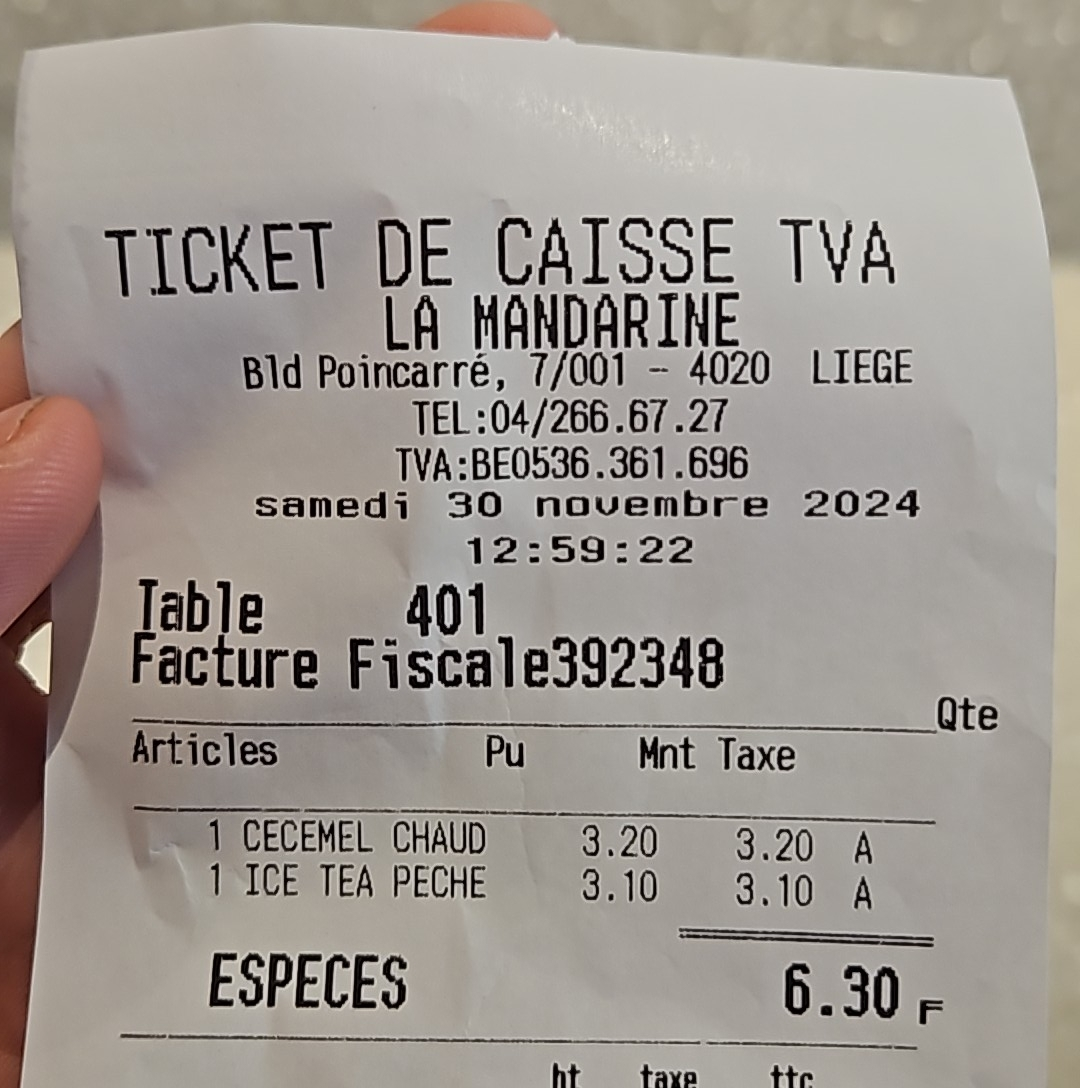 TICKET DE CAISSE TVA
LA MANDARINE
Bld Poincarré, 7/001 - 4020 LIEGE
TEL:04/266.67.27
TVA:BE0536.361.696
samedi 30 novembre 2024
12:59:22
Table 401
Facture Fiscale392348
Qte
Articles Pu Mnt Taxe
1 CECEMEL CHAUD 3.20 3.20 A
1 ICE TEA PECHE 3.10 3.10 A
ESPECES 6.30 F
ht taxe ttc